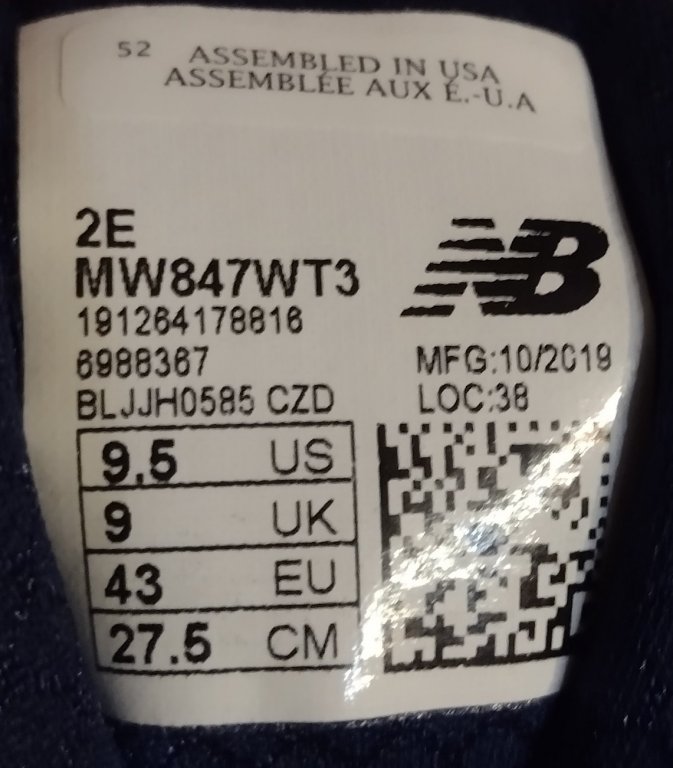 52 ASSEMBLED IN USA
ASSEMBLÉE AUX É.-U.A
2E
MW847WT3
NB
191264178816
6988367
MFG:10/2019
BLJJH0585 CZD
LOC:38
9.5 US
9 UK
43 EU
27.5 CM